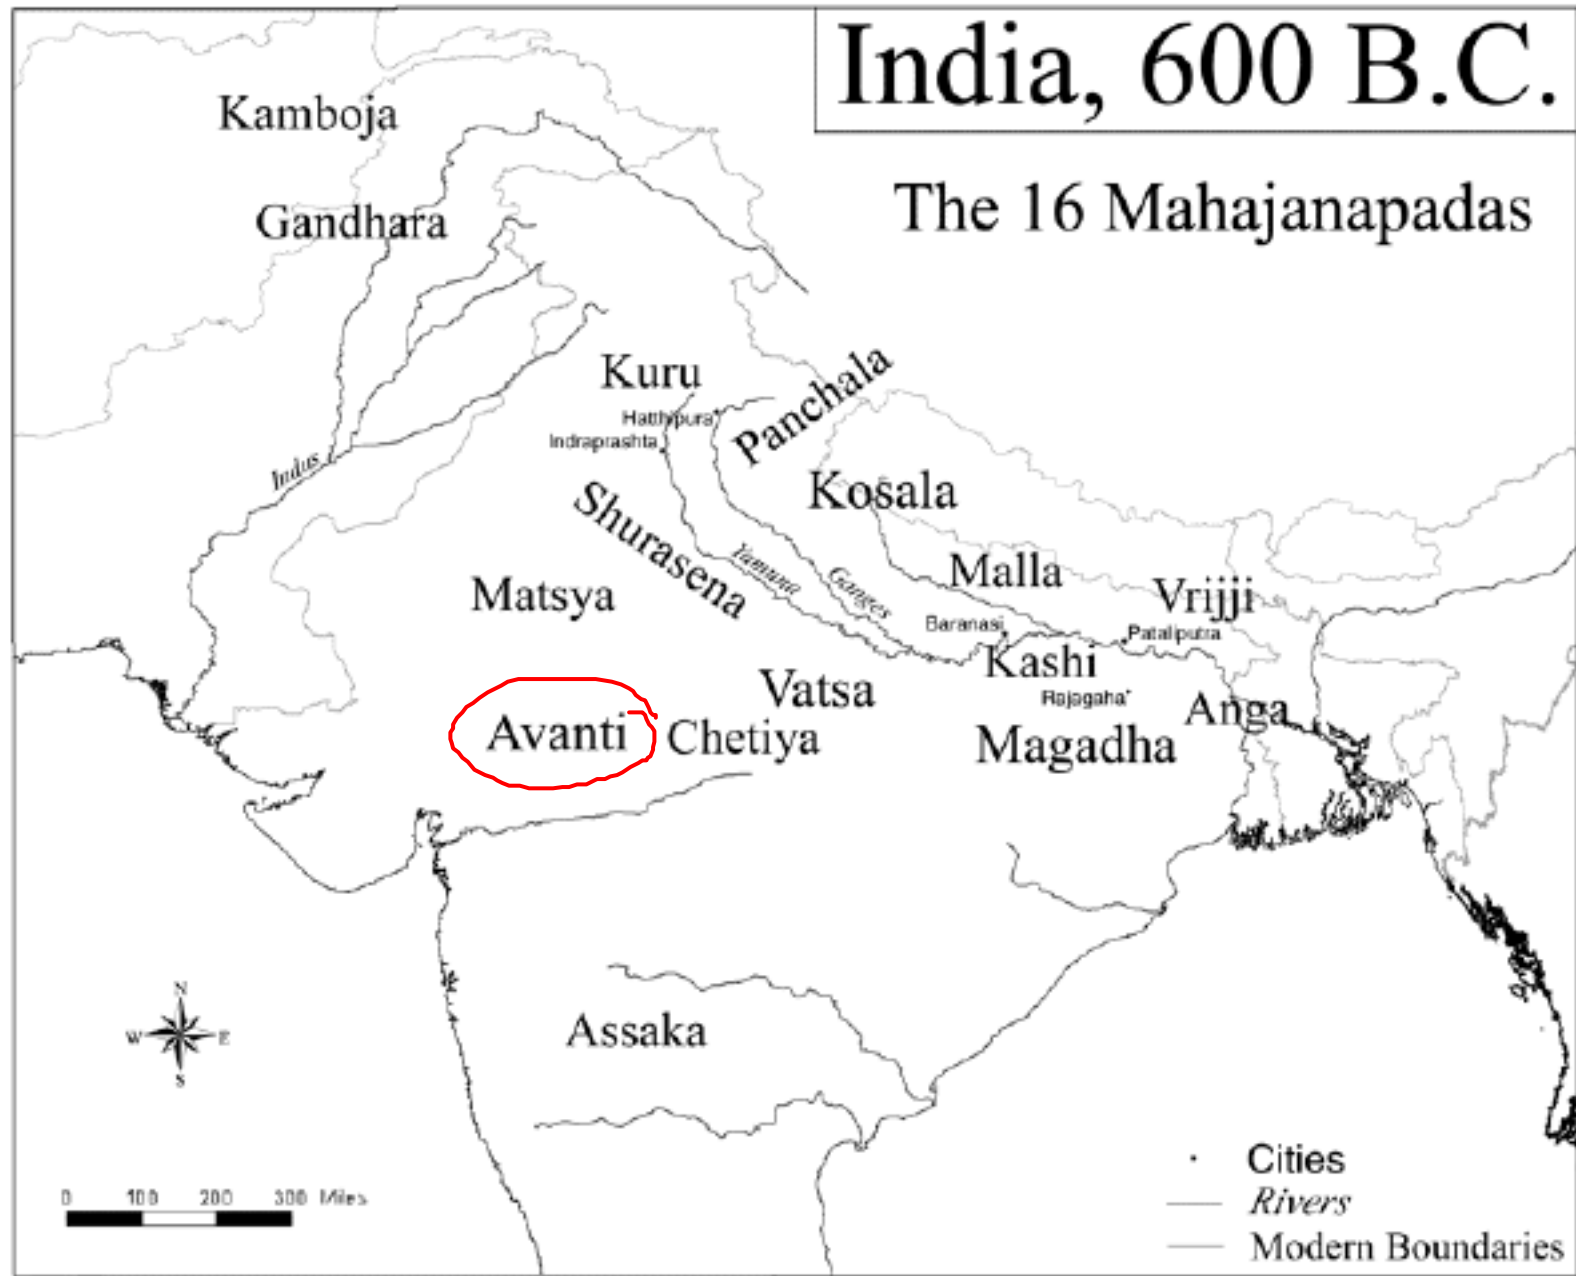 India, 600 B.C.
The 16 Mahajanapadas
Kamboja
Gandhara
Kuru
Panchala
Hatthipura
Indraprashta
Indus
Kosala
Shurasena
Yamuna
Ganges
Malla
Matsya
Vrijji
Baranasi
Pataliputra
Kashi
Vatsa
Rajagaha
Anga
Avanti
Chetiya
Magadha
Assaka
N
W
E
S
0 100 200 300 Miles
Cities
Rivers
Modern Boundaries